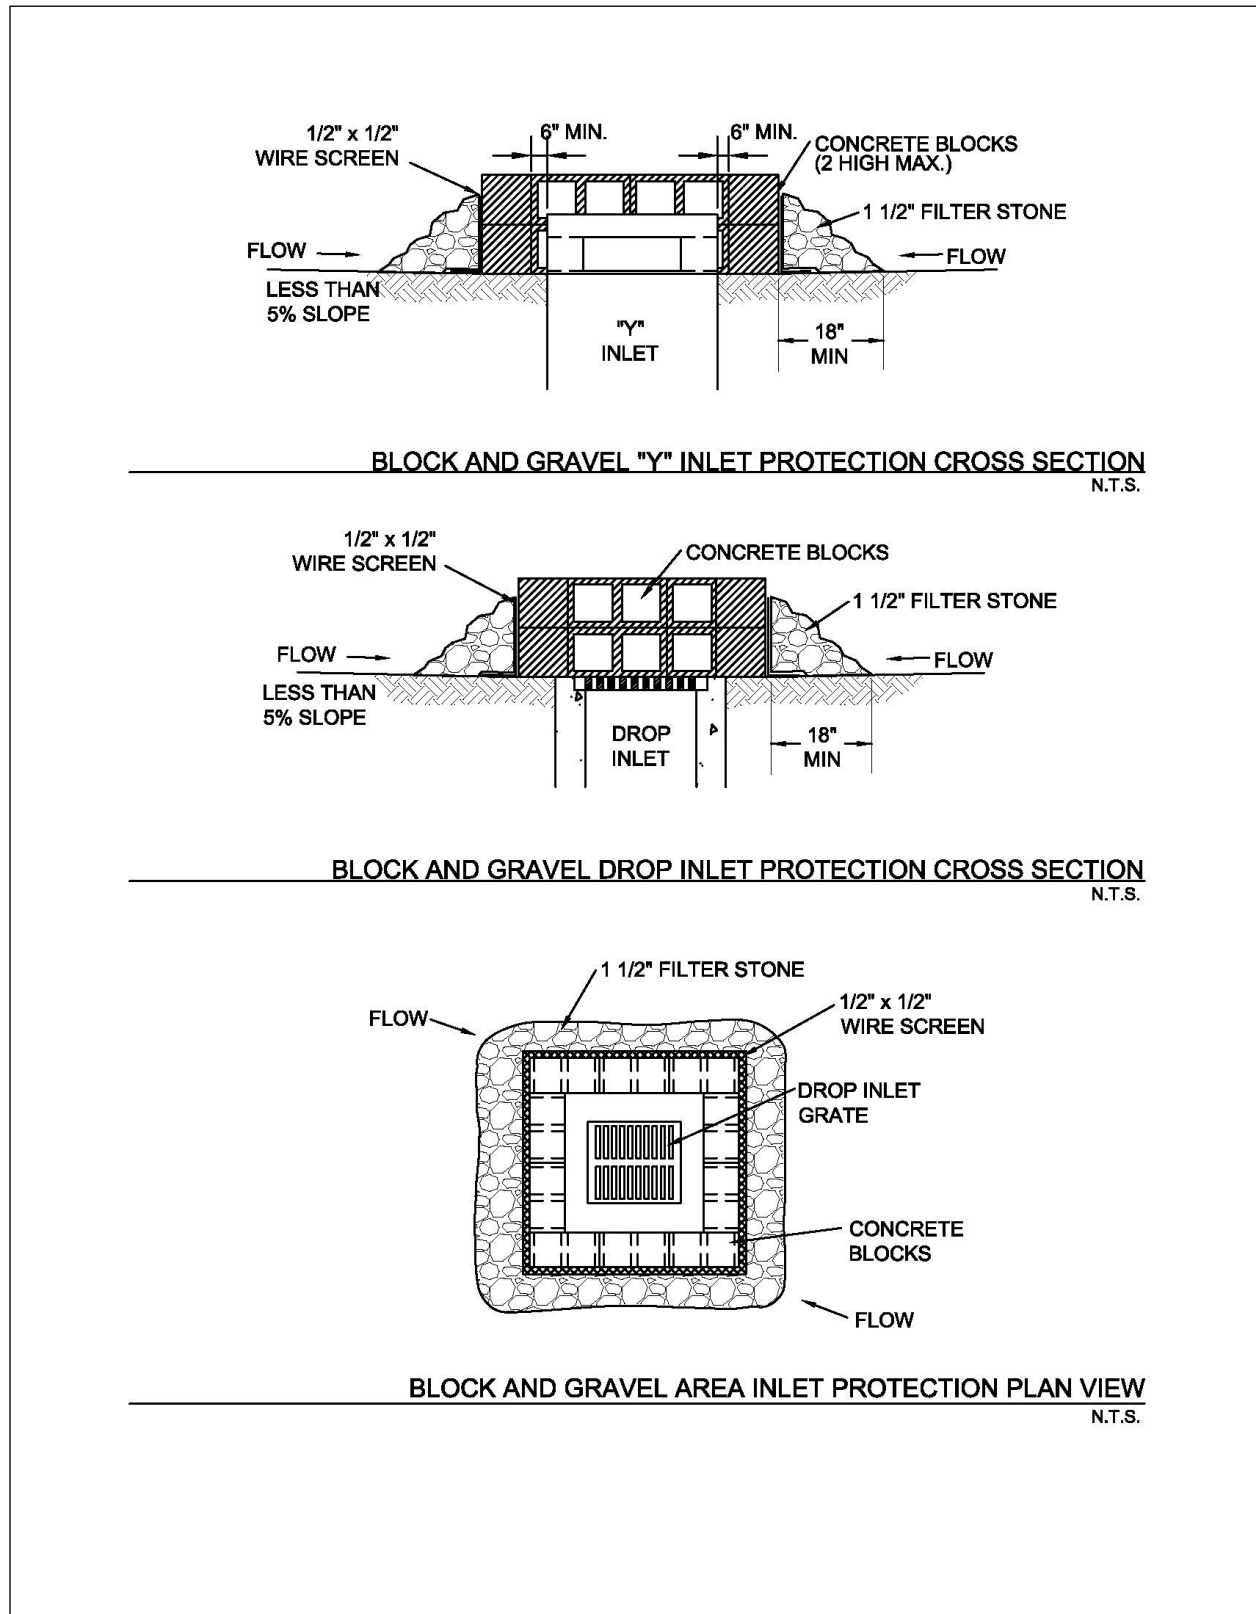 6" MIN.
6" MIN.
1/2" x 1/2"
WIRE SCREEN
CONCRETE BLOCKS
(2 HIGH MAX.)
1 1/2" FILTER STONE
FLOW
FLOW
LESS THAN
5% SLOPE
"Y"
INLET
18"
MIN
BLOCK AND GRAVEL "Y" INLET PROTECTION CROSS SECTION
N.T.S.
1/2" x 1/2"
WIRE SCREEN
CONCRETE BLOCKS
1 1/2" FILTER STONE
FLOW
FLOW
LESS THAN
5% SLOPE
DROP
INLET
18"
MIN
BLOCK AND GRAVEL DROP INLET PROTECTION CROSS SECTION
N.T.S.
1 1/2" FILTER STONE
FLOW
1/2" x 1/2"
WIRE SCREEN
DROP INLET
GRATE
CONCRETE
BLOCKS
FLOW
BLOCK AND GRAVEL AREA INLET PROTECTION PLAN VIEW
N.T.S.